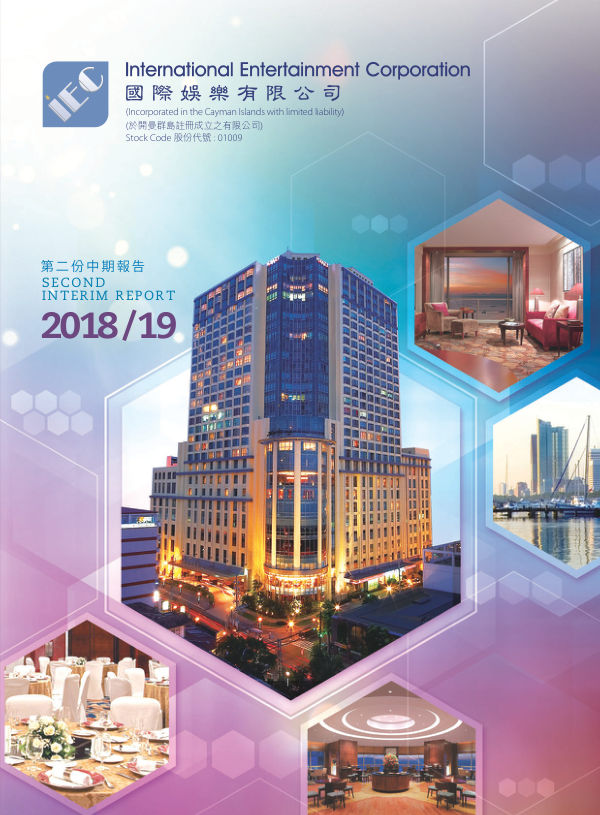 iEC
International Entertainment Corporation
國際娛樂有限公司
(Incorporated in the Cayman Islands with limited liability)
(於開曼群島註冊成立之有限公司)
Stock Code 股份代號 : 01009
第二份中期報告
SECOND
INTERIM REPORT
2018/19